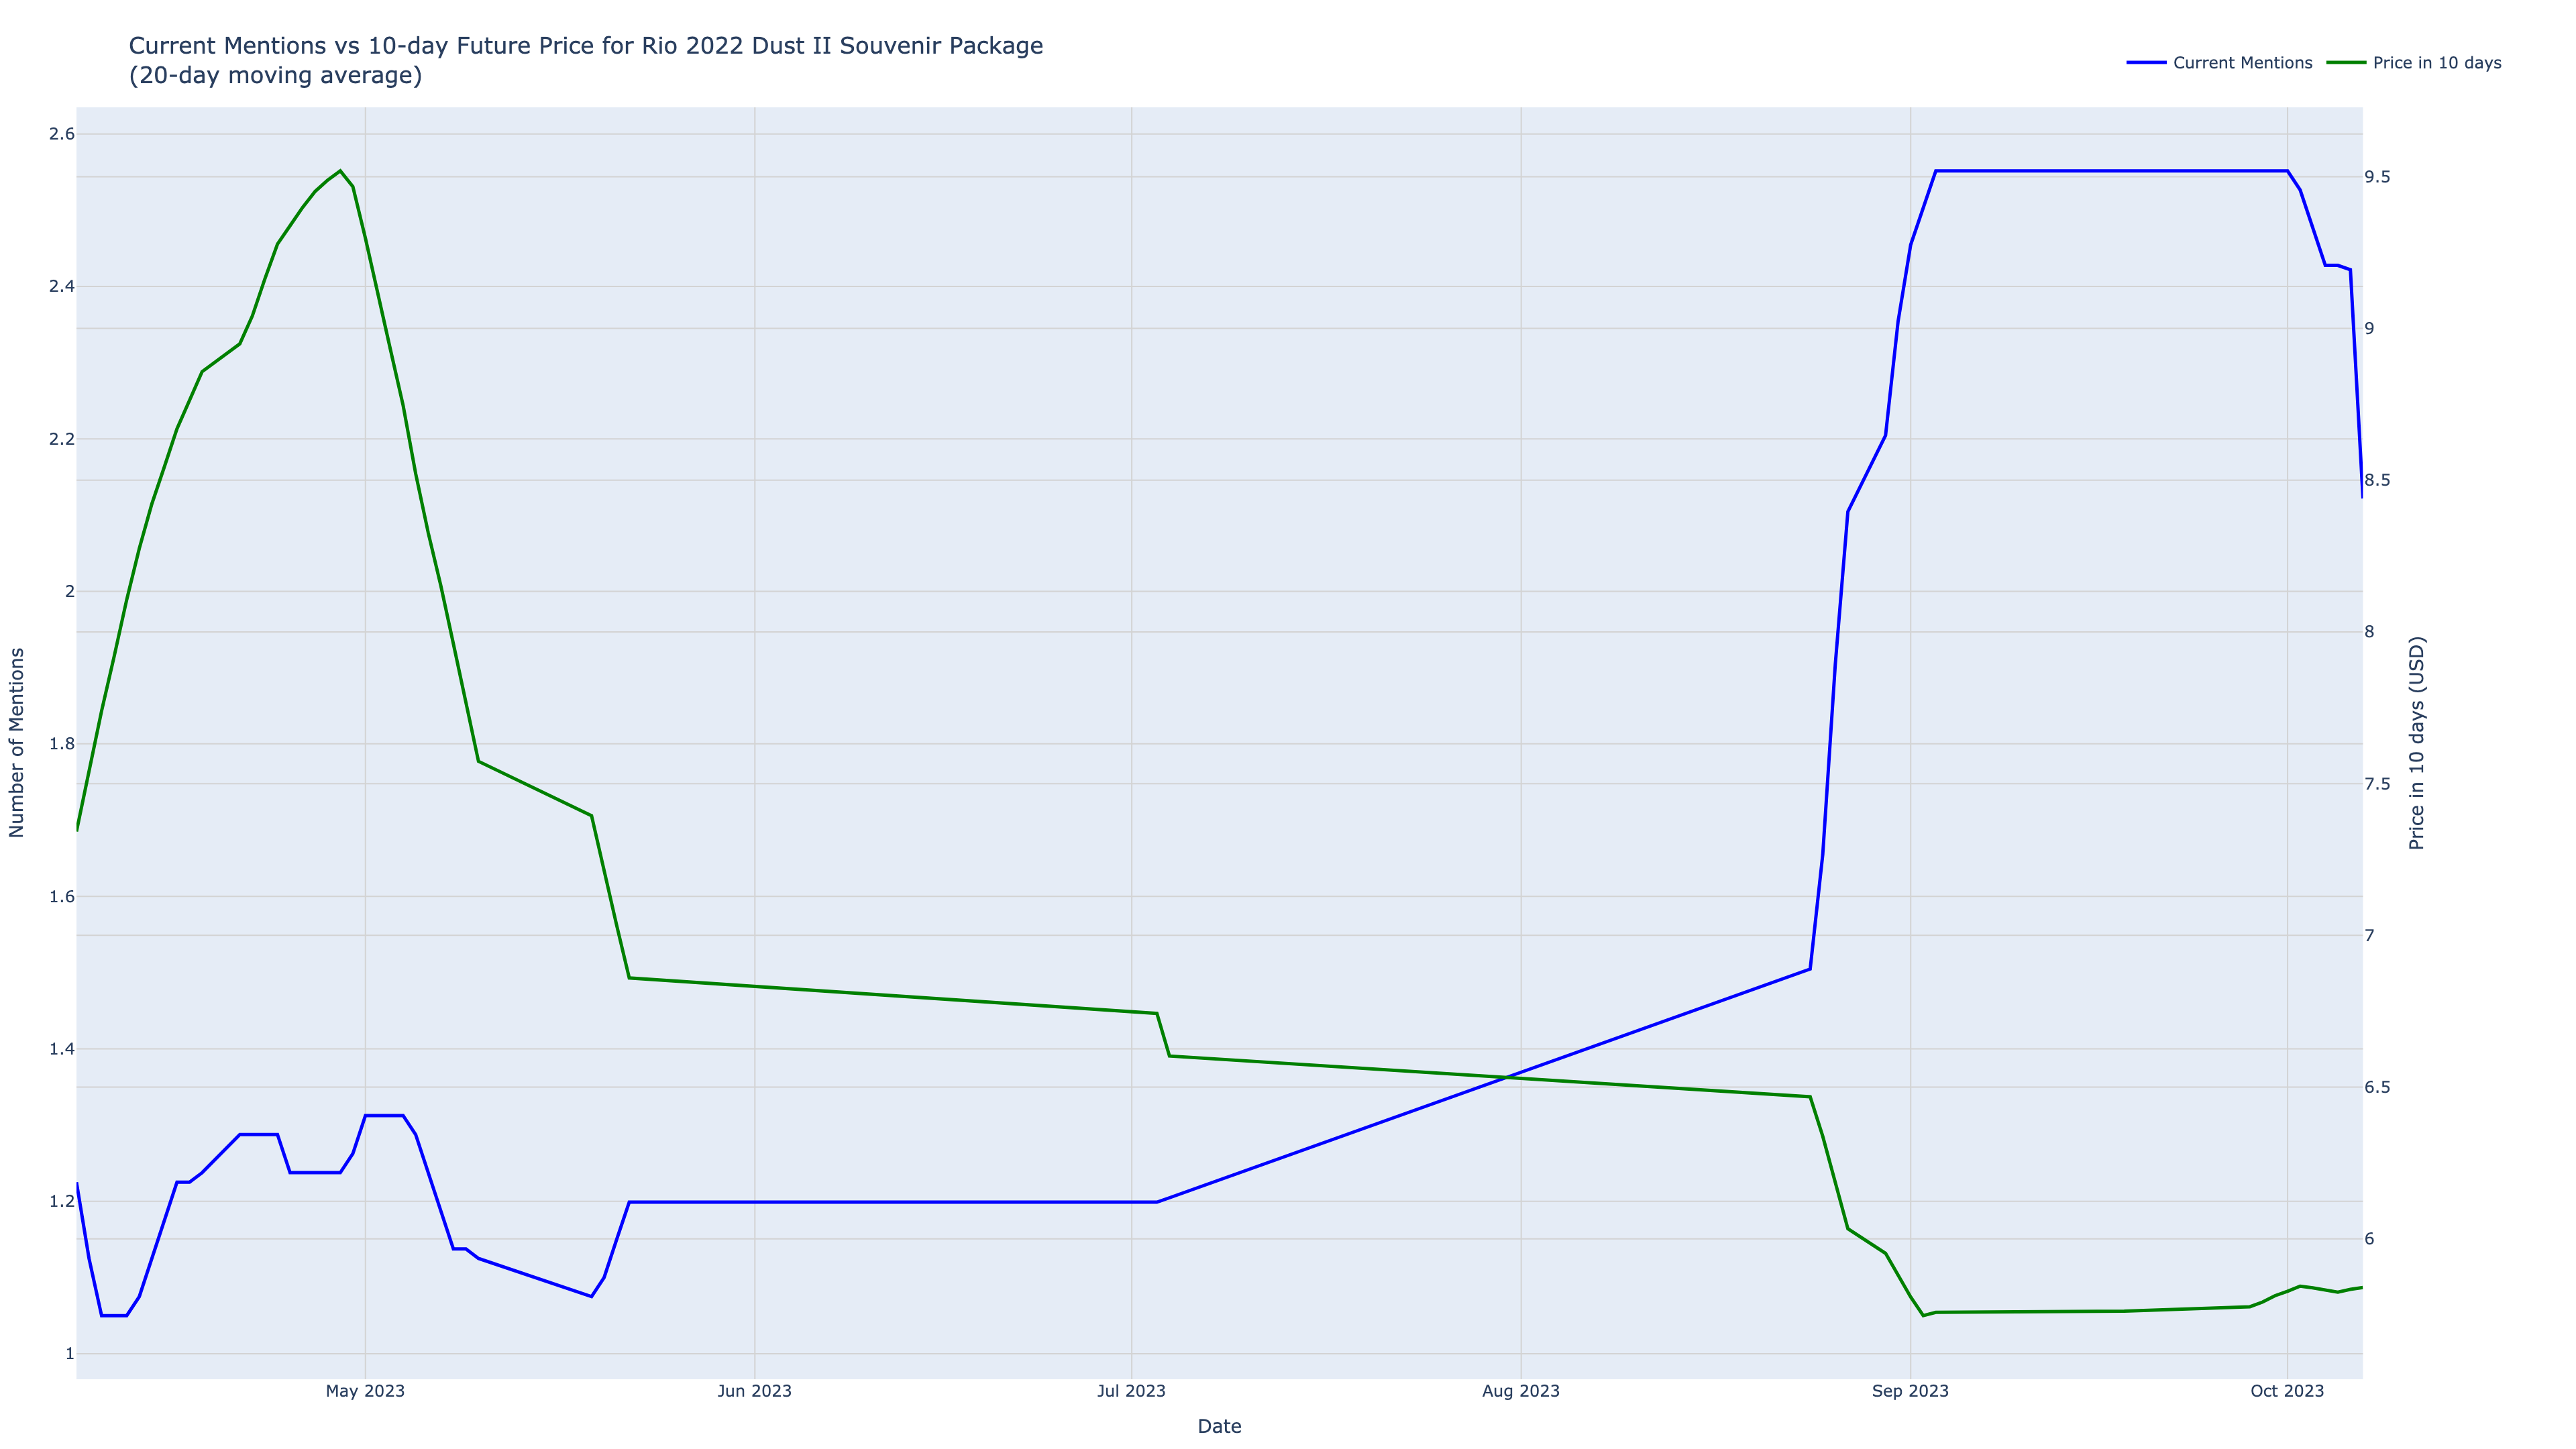 Current Mentions vs 10-day Future Price for Rio 2022 Dust II Souvenir Package
(20-day moving average)
Current Mentions
Price in 10 days
2.6
2.4
2.2
2
1.8
1.6
1.4
1.2
1
Number of Mentions
9.5
9
8.5
8
7.5
7
6.5
6
Price in 10 days (USD)
May 2023
Jun 2023
Jul 2023
Aug 2023
Sep 2023
Oct 2023
Date